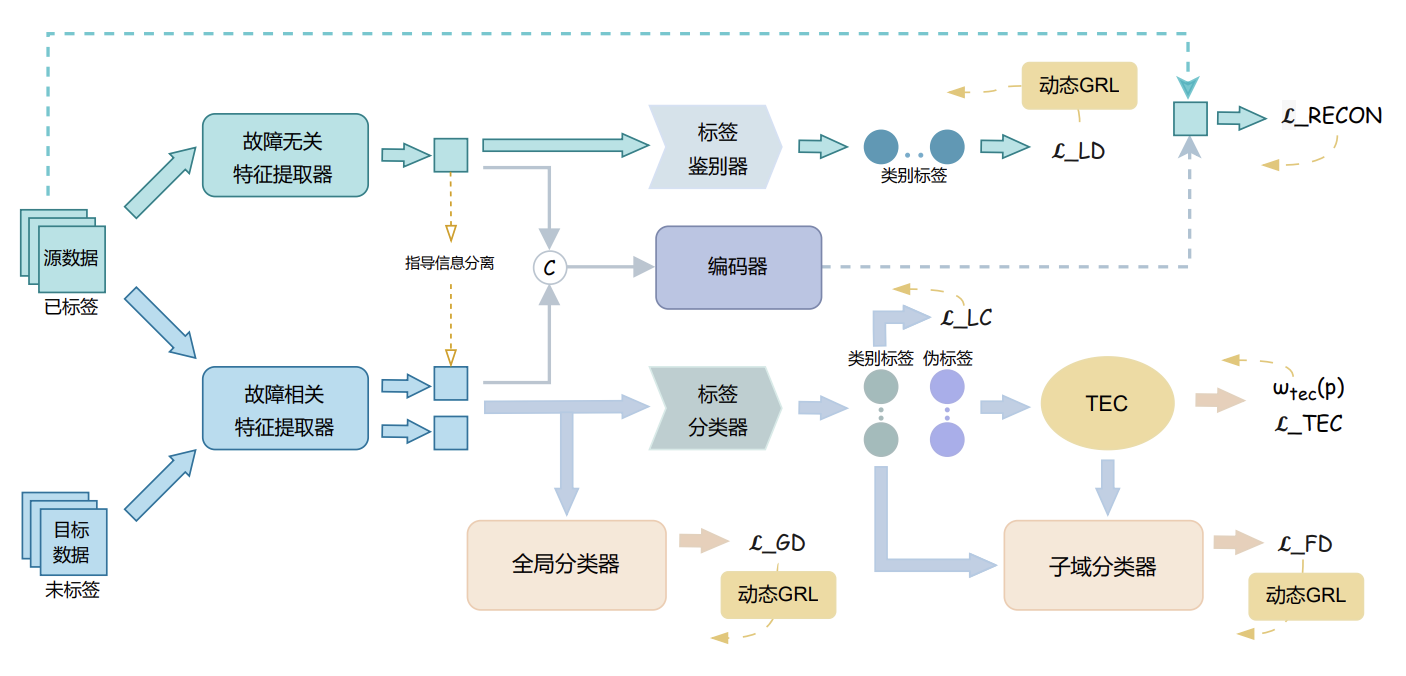 动态GRL
故障无关
特征提取器
标签
鉴别器
类别标签
ℒ_LD
ℒ_RECON
源数据
已标签
指导信息分离
C
编码器
ℒ_LC
类别标签
伪标签
故障相关
特征提取器
标签
分类器
TEC
ω_tec(p)
ℒ_TEC
目标
数据
未标签
全局分类器
ℒ_GD
动态GRL
子域分类器
ℒ_FD
动态GRL